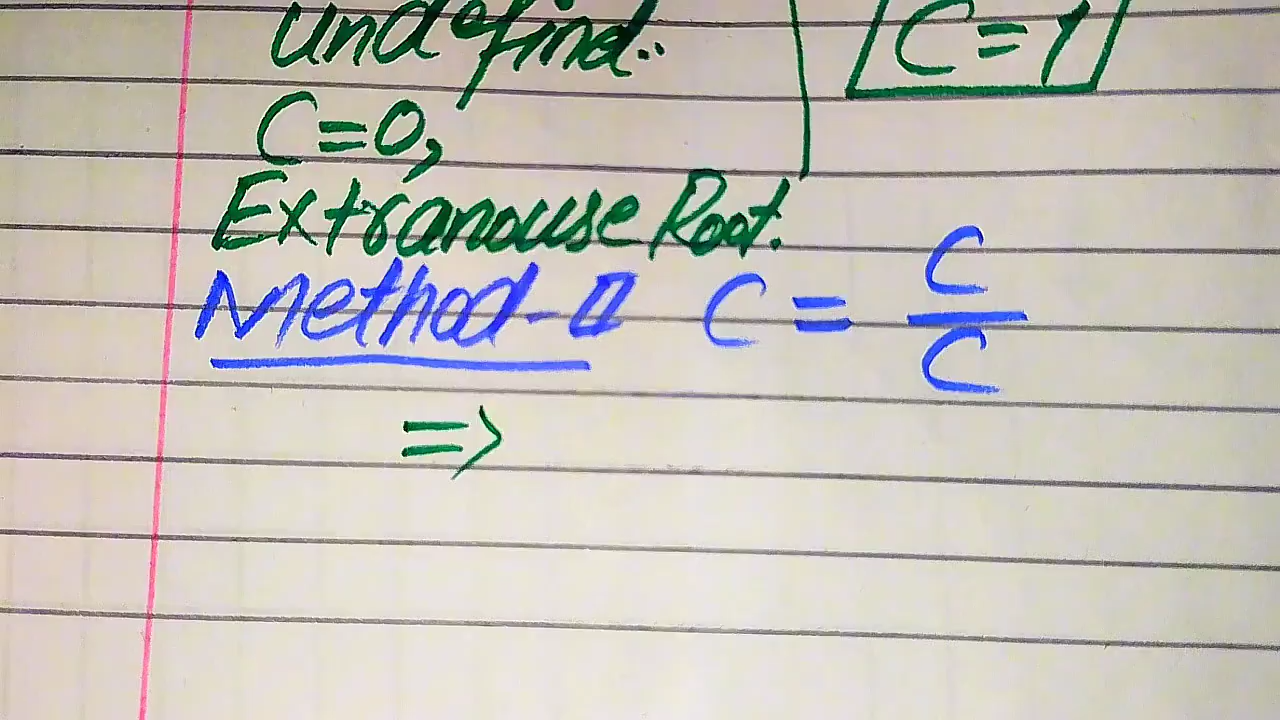 undefind..
C=1
C=0,
Extranouse Root.
Method-II C = C/C
=>